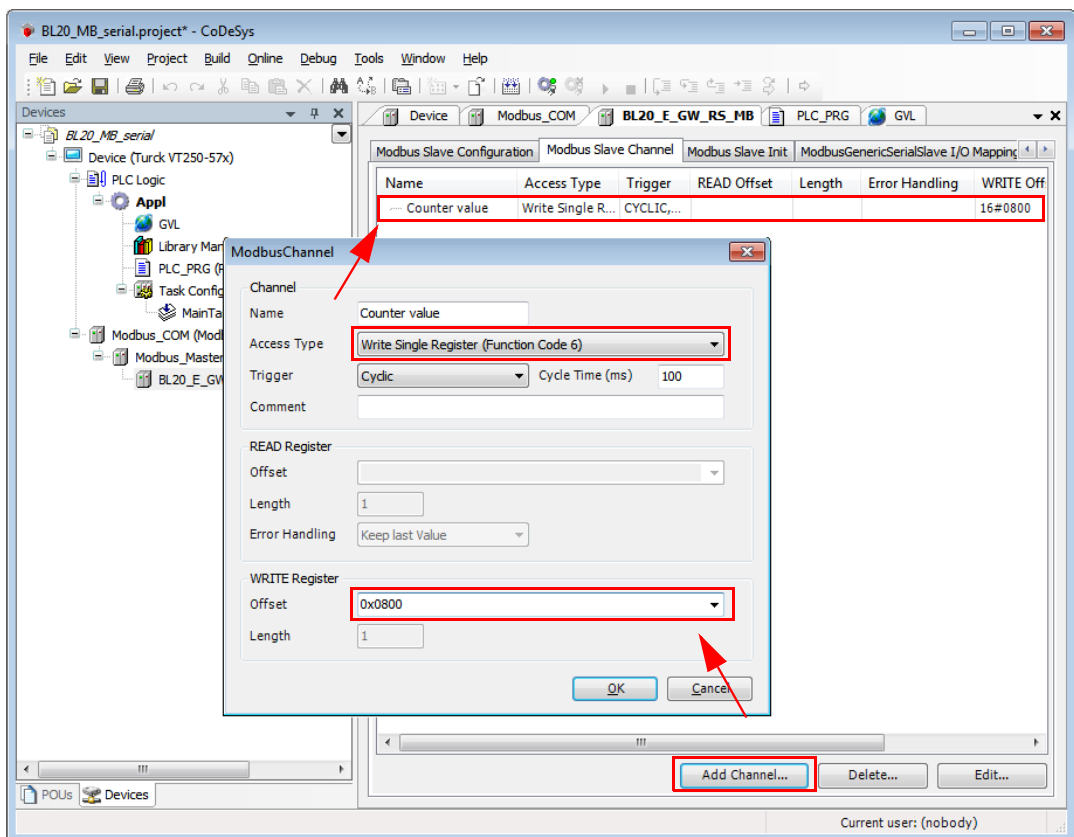 BL20_MB_serial.project* - CoDeSys
File Edit View Project Build Online Debug Tools Window Help
Devices
BL20_MB_serial
Device (Turck VT250-57x)
PLC Logic
Appl
GVL
Library Mar
PLC_PRG (P
Task Config
MainTa
Modbus_COM (Mod
Modbus_Master
BL20_E_GW
POUs Devices
Device Modbus_COM BL20_E_GW_RS_MB PLC_PRG GVL
Modbus Slave Configuration Modbus Slave Channel Modbus Slave Init ModbusGenericSerialSlave I/O Mapping
Name Access Type Trigger READ Offset Length Error Handling WRITE Off
Counter value Write Single R... CYCLIC,... 16#0800
ModbusChannel
Channel
Name Counter value
Access Type Write Single Register (Function Code 6)
Trigger Cyclic Cycle Time (ms) 100
Comment
READ Register
Offset
Length 1
Error Handling Keep last Value
WRITE Register
Offset 0x0800
Length 1
OK Cancel
Add Channel... Delete... Edit...
Current user: (nobody)